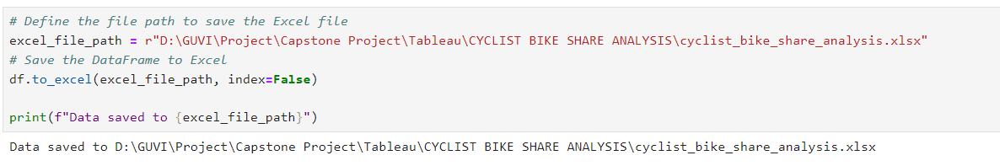 # Define the file path to save the Excel file
excel_file_path = r"D:\GUVI\Project\Capstone Project\Tableau\CYCLIST BIKE SHARE ANALYSIS\cyclist_bike_share_analysis.xlsx"
# Save the DataFrame to Excel
df.to_excel(excel_file_path, index=False)
print(f"Data saved to {excel_file_path}")
Data saved to D:\GUVI\Project\Capstone Project\Tableau\CYCLIST BIKE SHARE ANALYSIS\cyclist_bike_share_analysis.xlsx